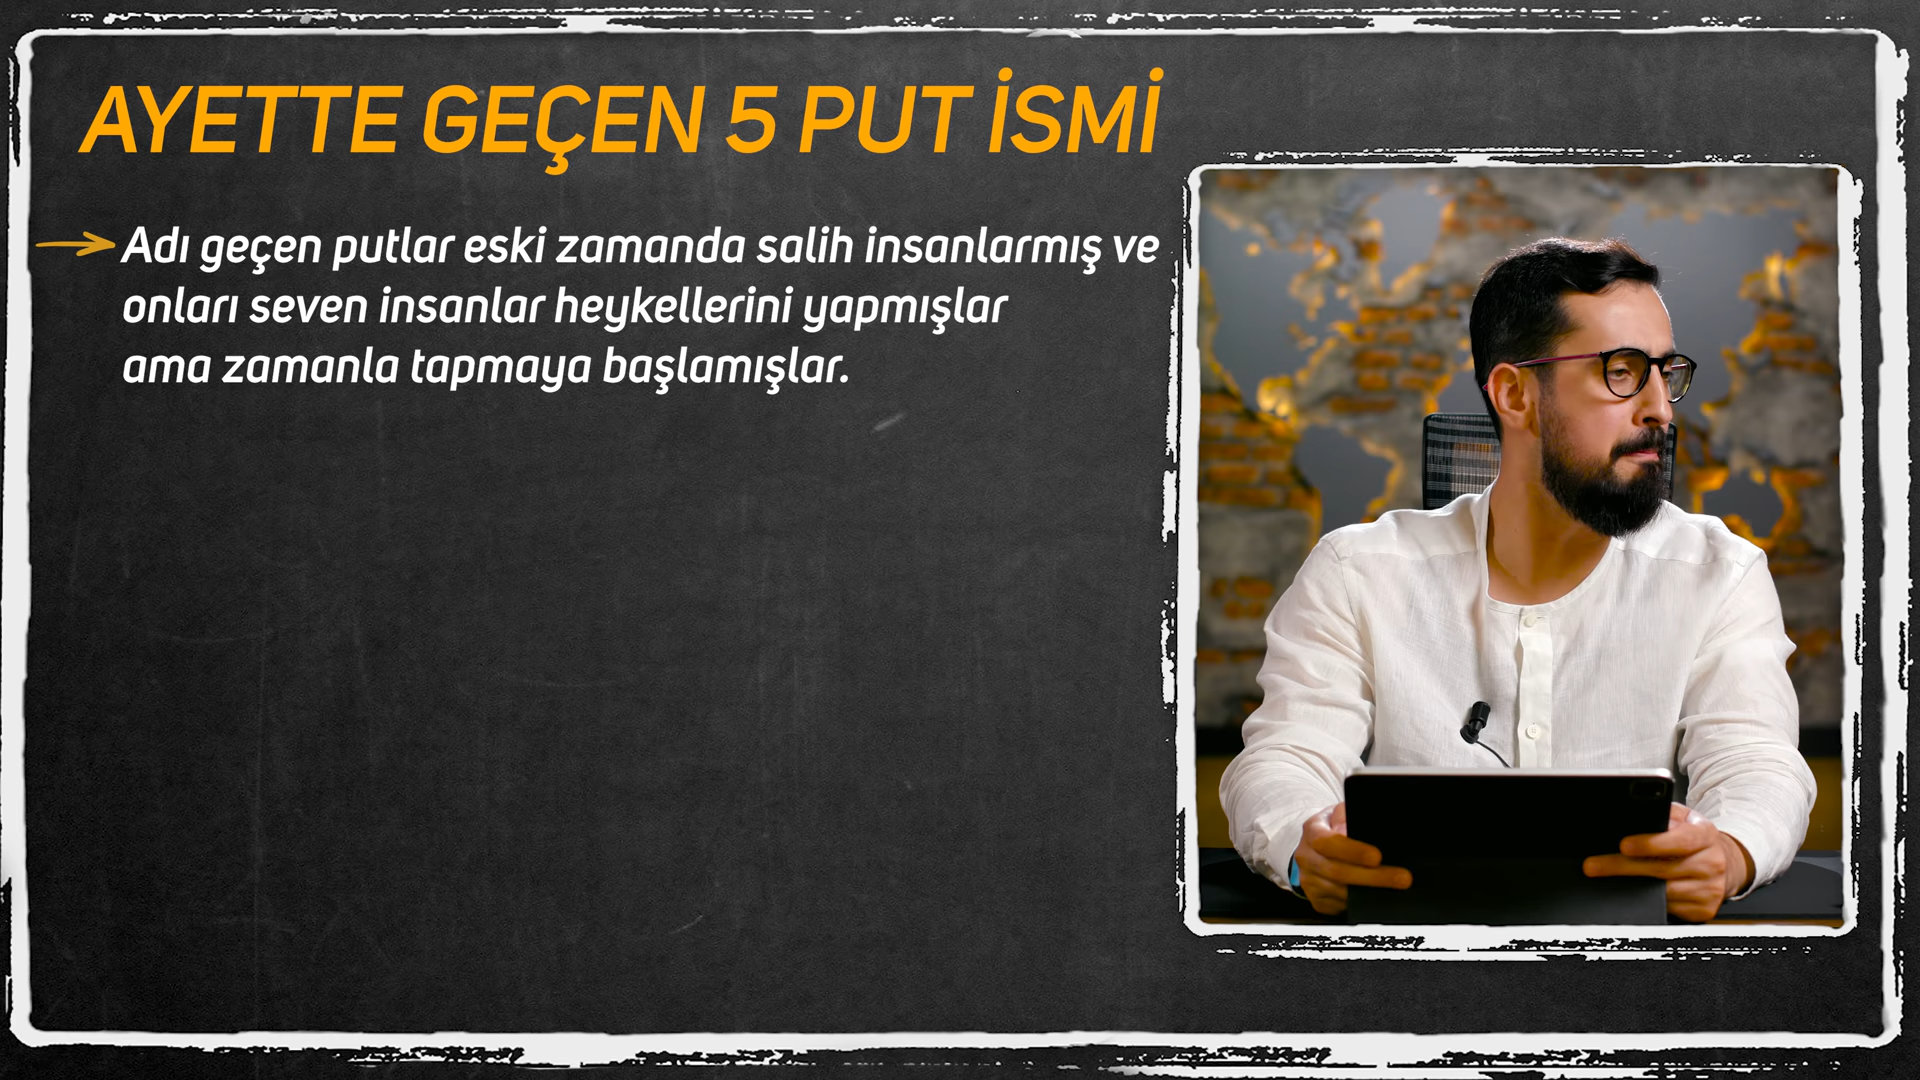 AYETTE GEÇEN 5 PUT İSMİ
Adı geçen putlar eski zamanda salih insanlarmış ve
onları seven insanlar heykellerini yapmışlar
ama zamanla tapmaya başlamışlar.